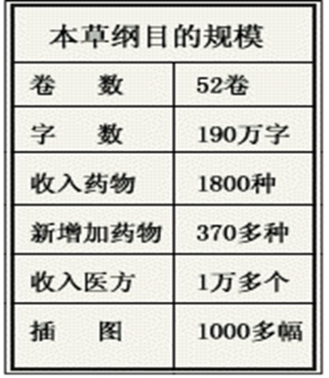 本草纲目的规模
卷 数 52卷
字 数 190万字
收入药物 1800种
新增加药物 370多种
收入医方 1万多个
插 图 1000多幅